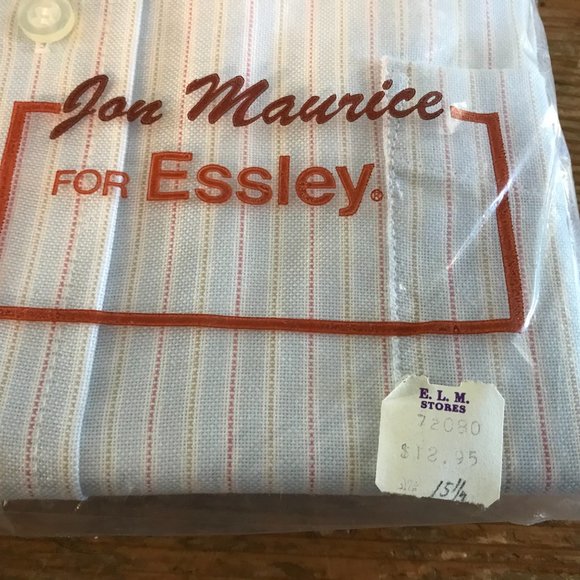 Jon Maurice
FOR Essley®
E. L. M.
STORES
72080
$12.95
15½